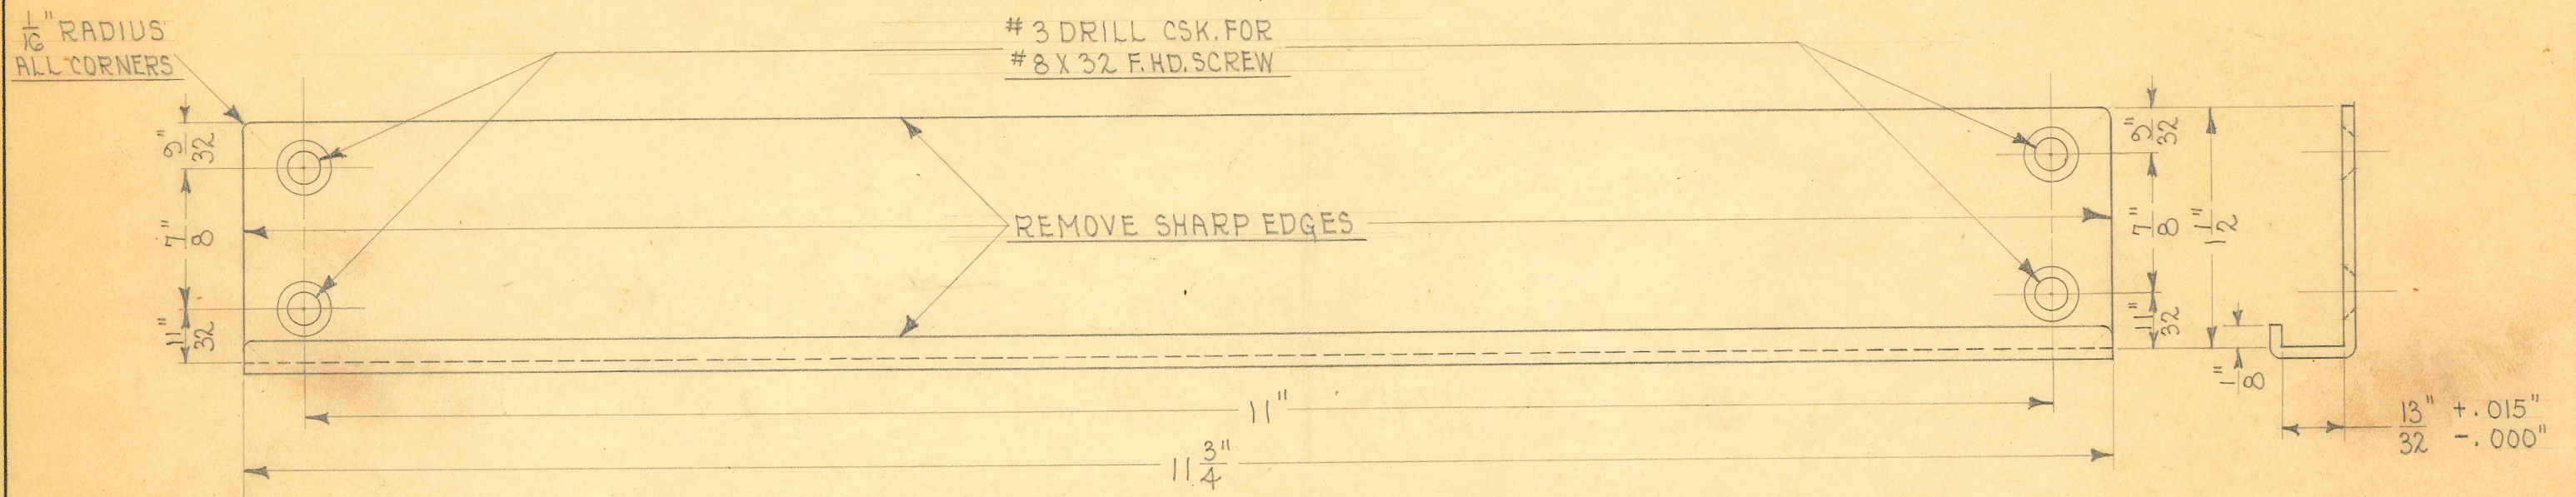 1/16" RADIUS
ALL CORNERS
# 3 DRILL CSK. FOR
# 8 X 32 F. HD. SCREW
9/32"
7/8"
11/32"
REMOVE SHARP EDGES
9/32"
7/8"
11/32"
1 1/2"
1/8"
13/32" +.015"
-.000"
11"
11 3/4"